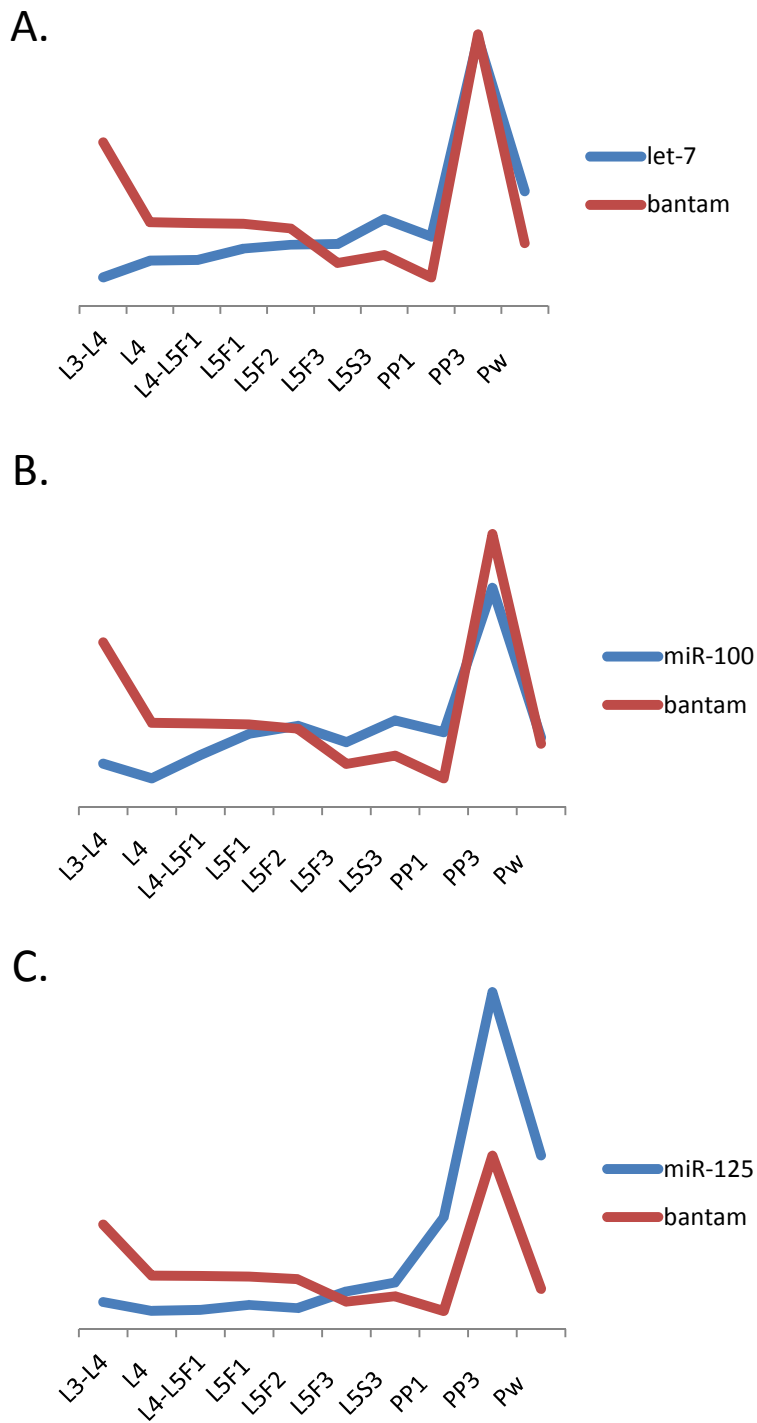 A.
let-7
bantam
L3-L4
L4
L4-L5F1
L5F1
L5F2
L5F3
L5S3
PP1
PP3
Pw
B.
miR-100
bantam
L3-L4
L4
L4-L5F1
L5F1
L5F2
L5F3
L5S3
PP1
PP3
Pw
C.
miR-125
bantam
L3-L4
L4
L4-L5F1
L5F1
L5F2
L5F3
L5S3
PP1
PP3
Pw